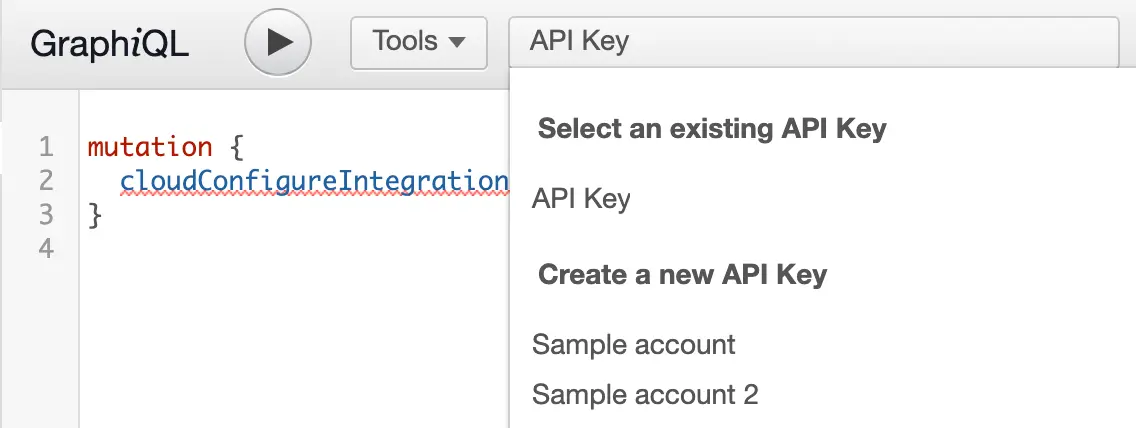 GraphiQL
Tools
API Key
Select an existing API Key
API Key
Create a new API Key
Sample account
Sample account 2
1 mutation {
2 cloudConfigureIntegration
3 }
4